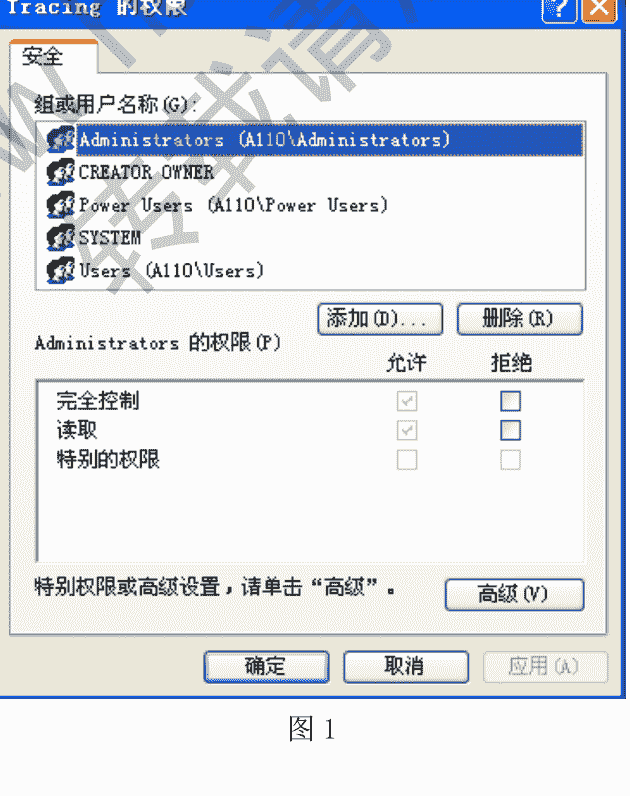 Tracing 的权限
安全
组或用户名称(G):
Administrators (A110\Administrators)
CREATOR OWNER
Power Users (A110\Power Users)
SYSTEM
Users (A110\Users)
添加(D)... 删除(R)
Administrators 的权限(P)
允许 拒绝
完全控制
读取
特别的权限
特别权限或高级设置，请单击“高级”。
高级(V)
确定 取消 应用(A)
图 1
转载请